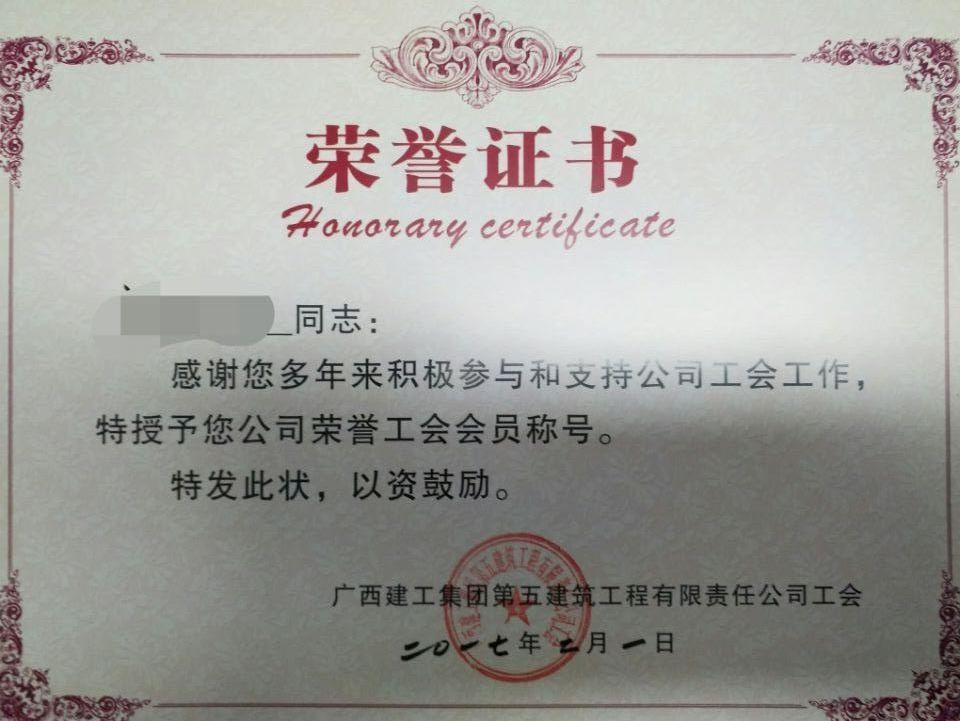 荣誉证书
Honorary certificate
同志：
感谢您多年来积极参与和支持公司工会工作，
特授予您公司荣誉工会会员称号。
特发此状，以资鼓励。
广西建工集团第五建筑工程有限责任公司工会
二〇一七年二月一日